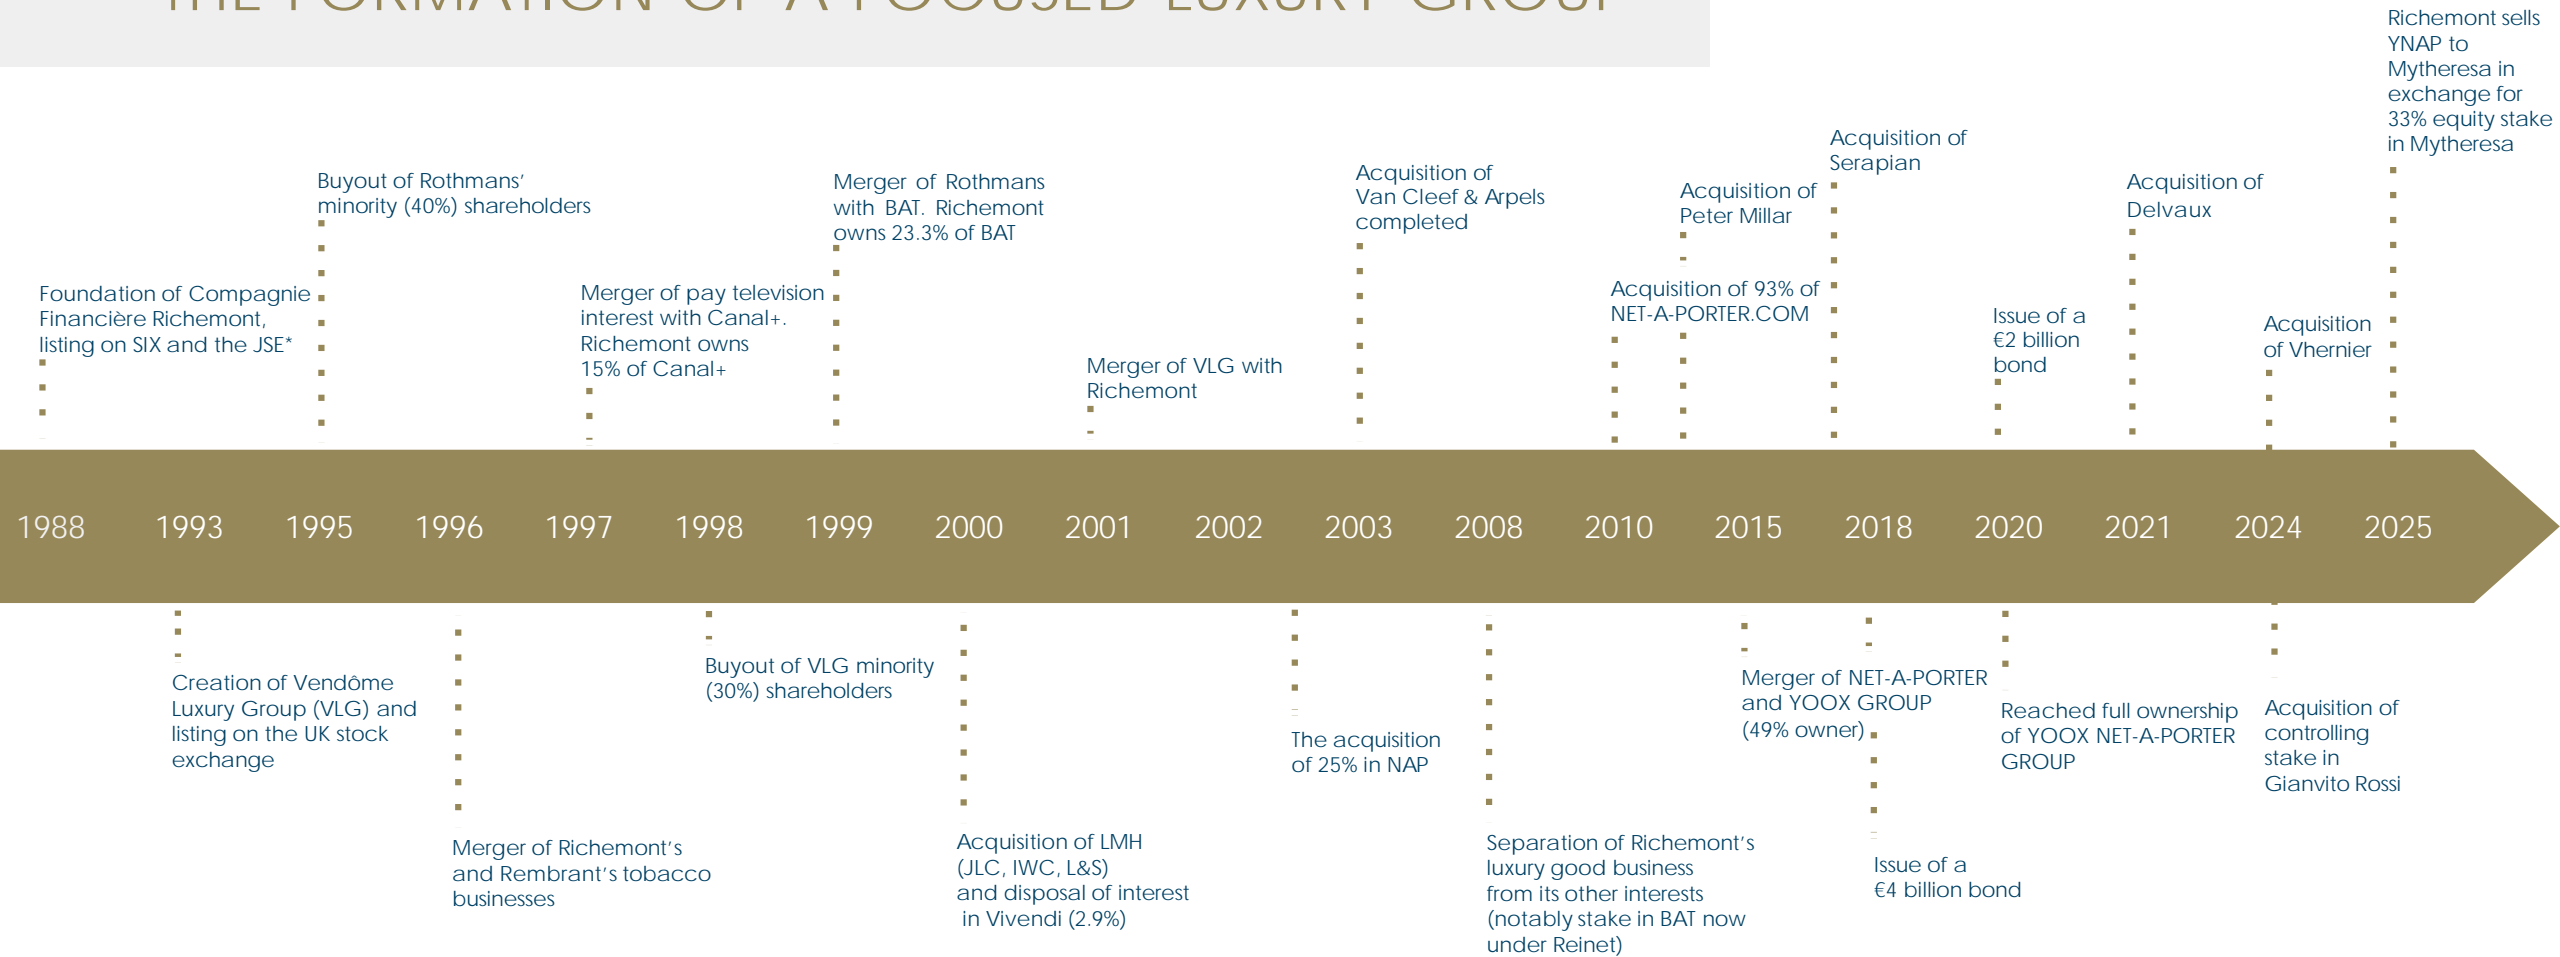 THE FORMATION OF A FOCUSED LUXURY GROUP
Richemont sells
YNAP to
Mytheresa in
exchange for
33% equity stake
in Mytheresa
Foundation of Compagnie
Financière Richemont,
listing on SIX and the JSE*
Buyout of Rothmans’
minority (40%) shareholders
Merger of pay television
interest with Canal+.
Richemont owns
15% of Canal+
Merger of Rothmans
with BAT. Richemont
owns 23.3% of BAT
Merger of VLG with
Richemont
Acquisition of
Van Cleef & Arpels
completed
Acquisition of 93% of
NET-A-PORTER.COM
Acquisition of
Peter Millar
Acquisition of
Serapian
Issue of a
€2 billion
bond
Acquisition of
Delvaux
Acquisition
of Vhernier
1988 1993 1995 1996 1997 1998 1999 2000 2001 2002 2003 2008 2010 2015 2018 2020 2021 2024 2025
Creation of Vendôme
Luxury Group (VLG) and
listing on the UK stock
exchange
Merger of Richemont’s
and Rembrant’s tobacco
businesses
Buyout of VLG minority
(30%) shareholders
Acquisition of LMH
(JLC, IWC, L&S)
and disposal of interest
in Vivendi (2.9%)
The acquisition
of 25% in NAP
Separation of Richemont’s
luxury good business
from its other interests
(notably stake in BAT now
under Reinet)
Merger of NET-A-PORTER
and YOOX GROUP
(49% owner)
Issue of a
€4 billion bond
Reached full ownership
of YOOX NET-A-PORTER
GROUP
Acquisition of
controlling
stake in
Gianvito Rossi